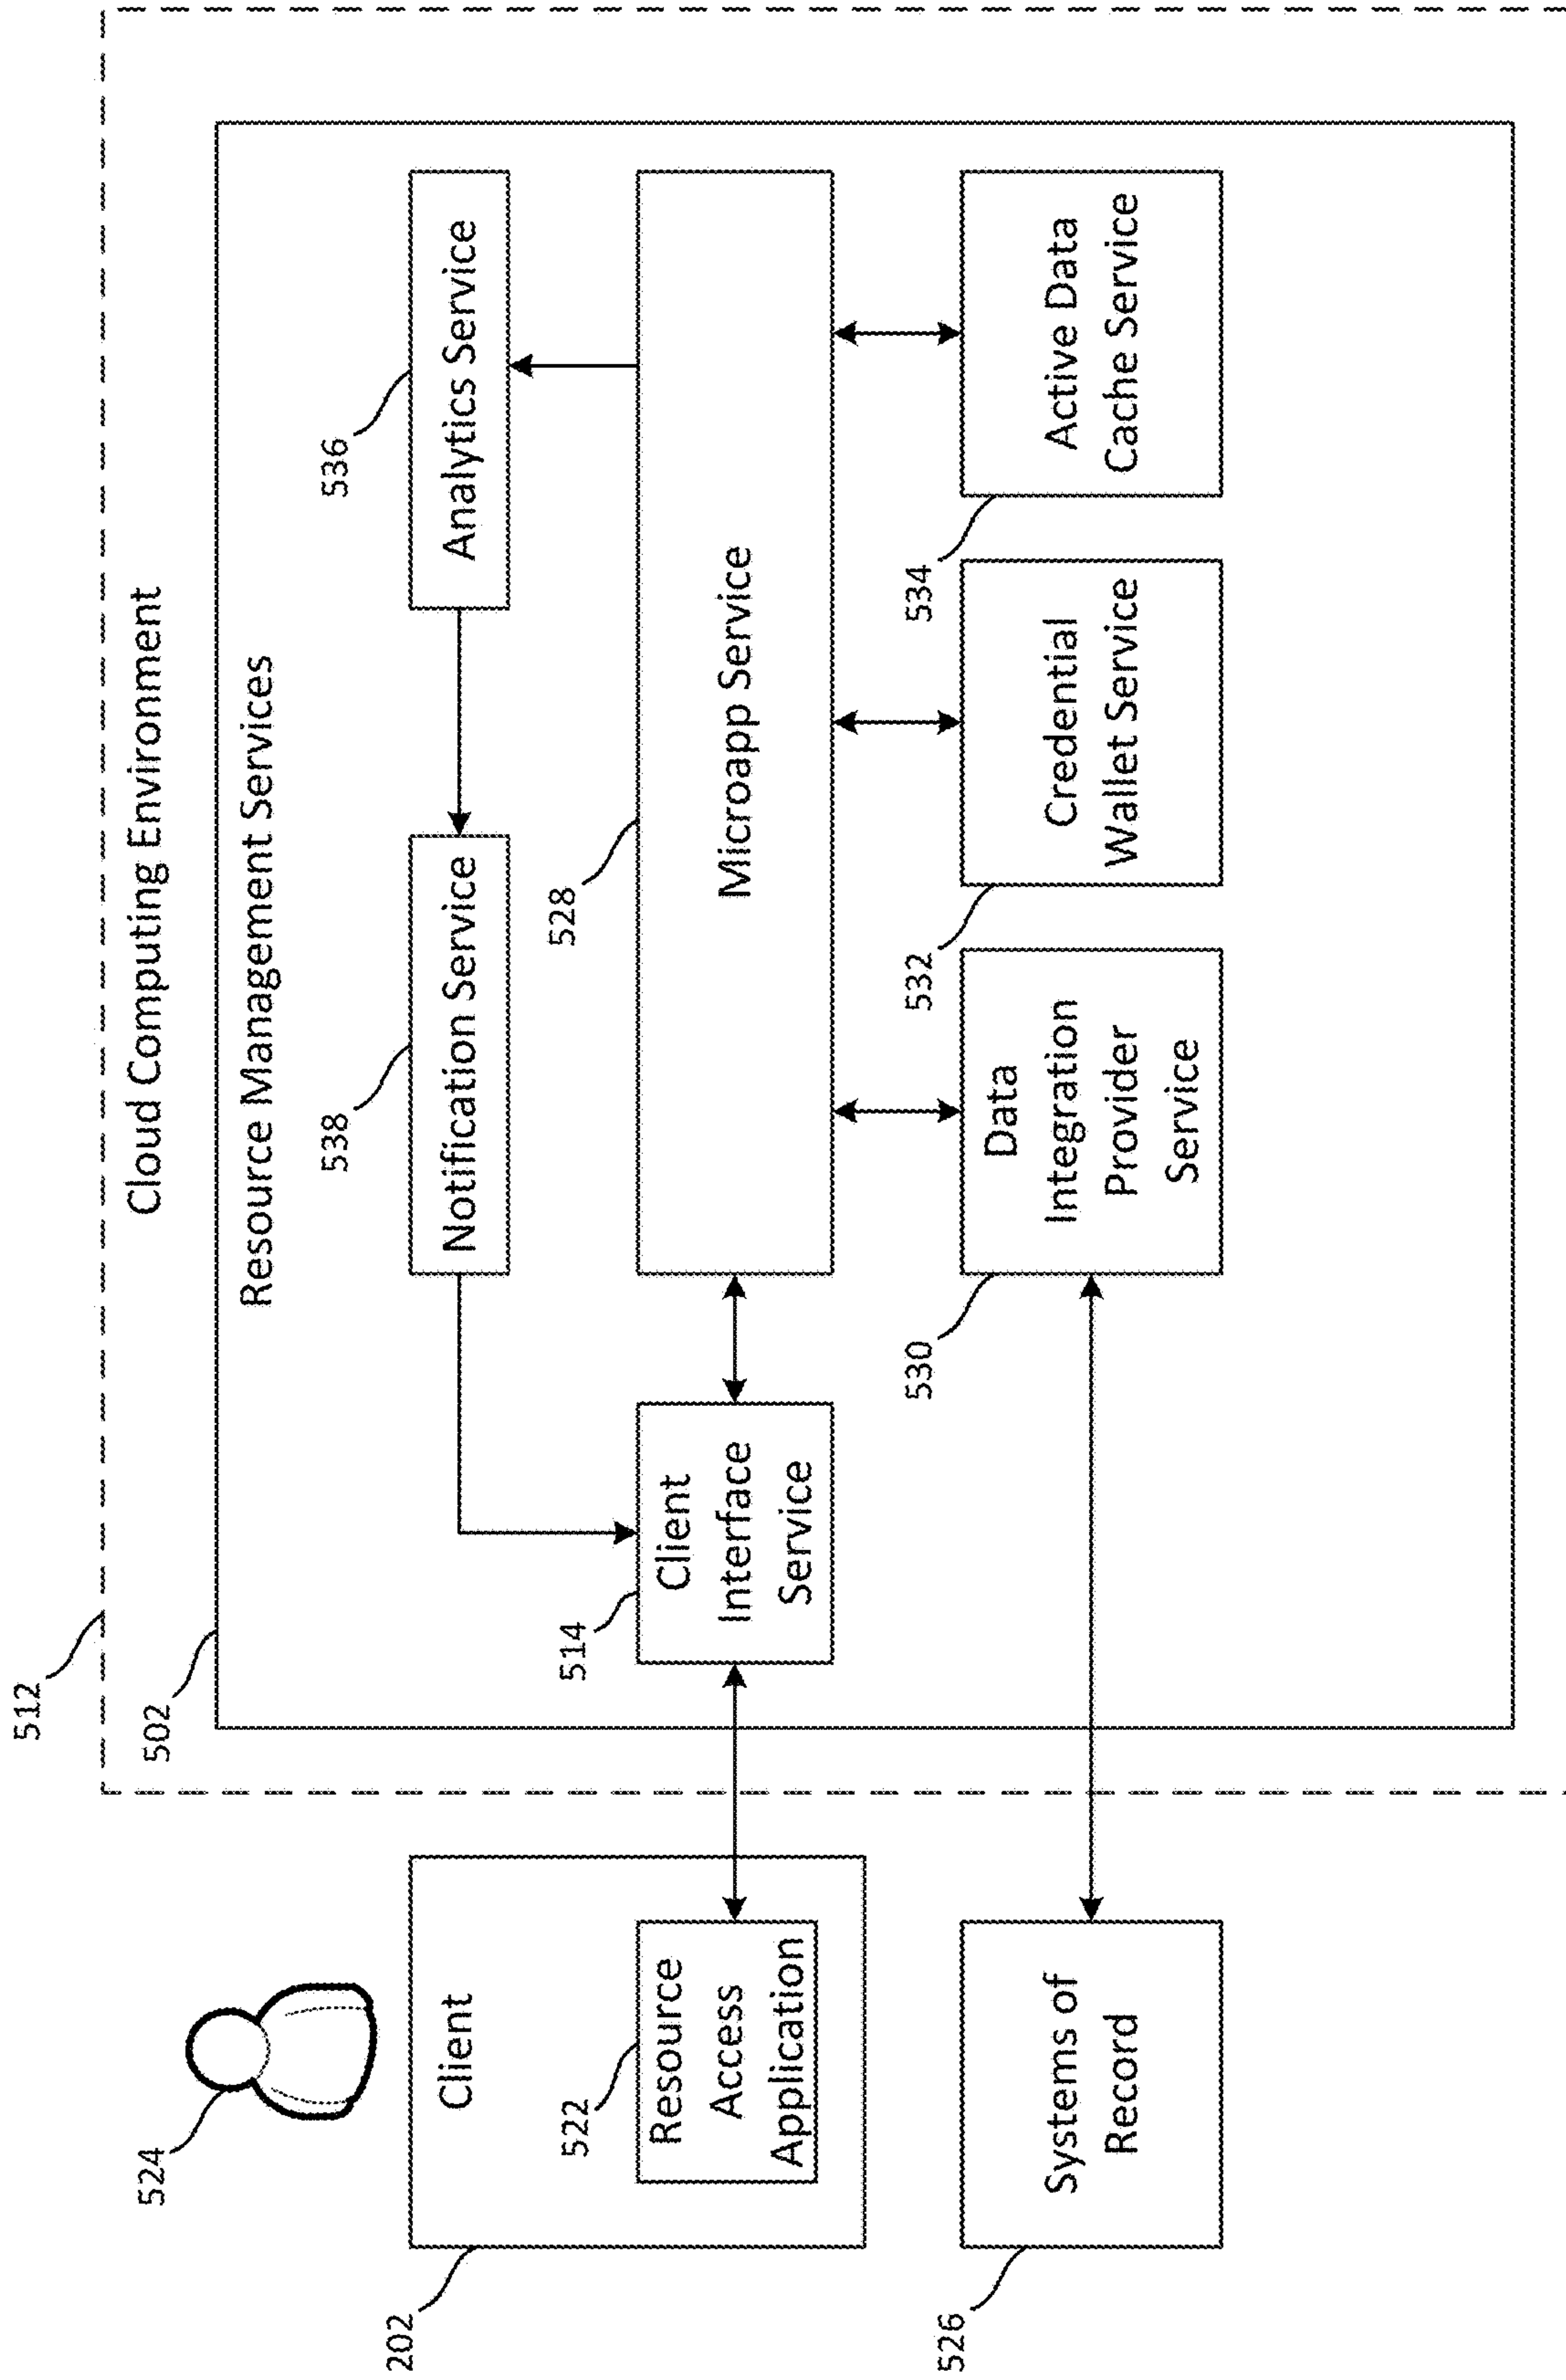 512
Cloud Computing Environment
502
Resource Management Services
524
538
536
Client
Notification Service
Analytics Service
514
528
522
Resource
Access
Application
Client
Interface
Service
Microapp Service
202
530
532
534
Systems of
Record
Data
Integration
Provider
Service
Credential
Wallet Service
Active Data
Cache Service
526